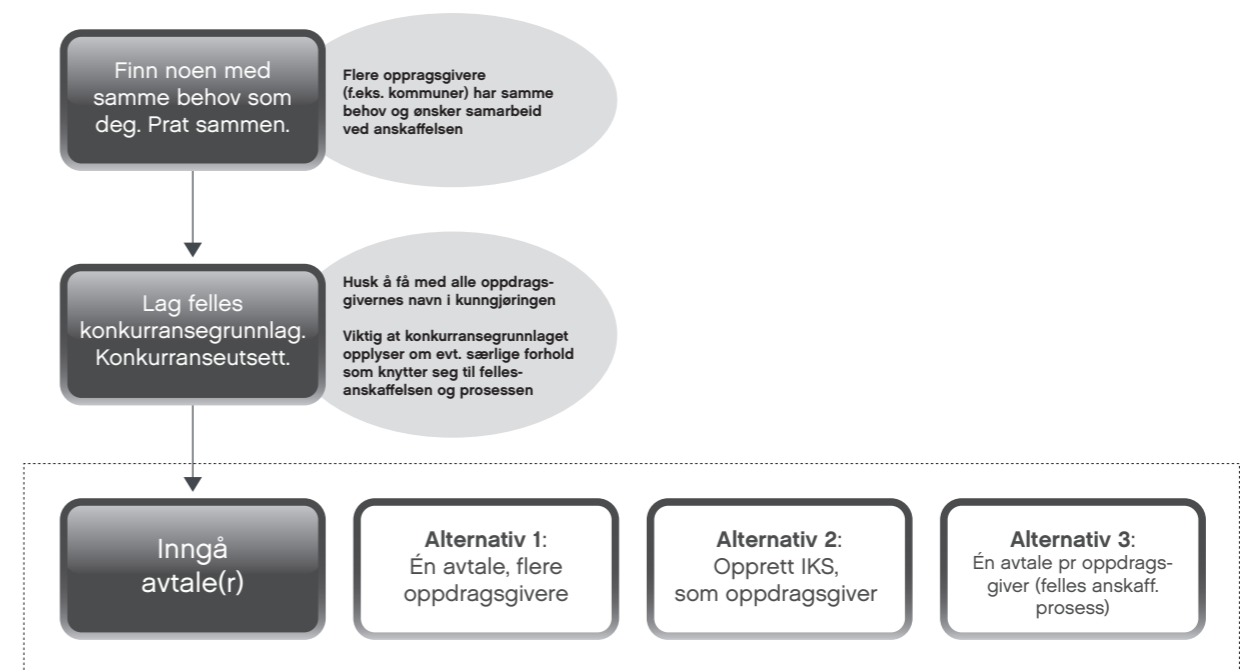 Finn noen med
samme behov som
deg. Prat sammen.
Flere oppragsgivere
(f.eks. kommuner) har samme
behov og ønsker samarbeid
ved anskaffelsen
Lag felles
konkurransegrunnlag.
Konkurranseutsett.
Husk å få med alle oppdrags-
givernes navn i kunngjøringen
Viktig at konkurransegrunnlaget
opplyser om evt. særlige forhold
som knytter seg til felles-
anskaffelsen og prosessen
Inngå
avtale(r)
Alternativ 1:
Én avtale, flere
oppdragsgivere
Alternativ 2:
Opprett IKS,
som oppdragsgiver
Alternativ 3:
Én avtale pr oppdrags-
giver (felles anskaff.
prosess)